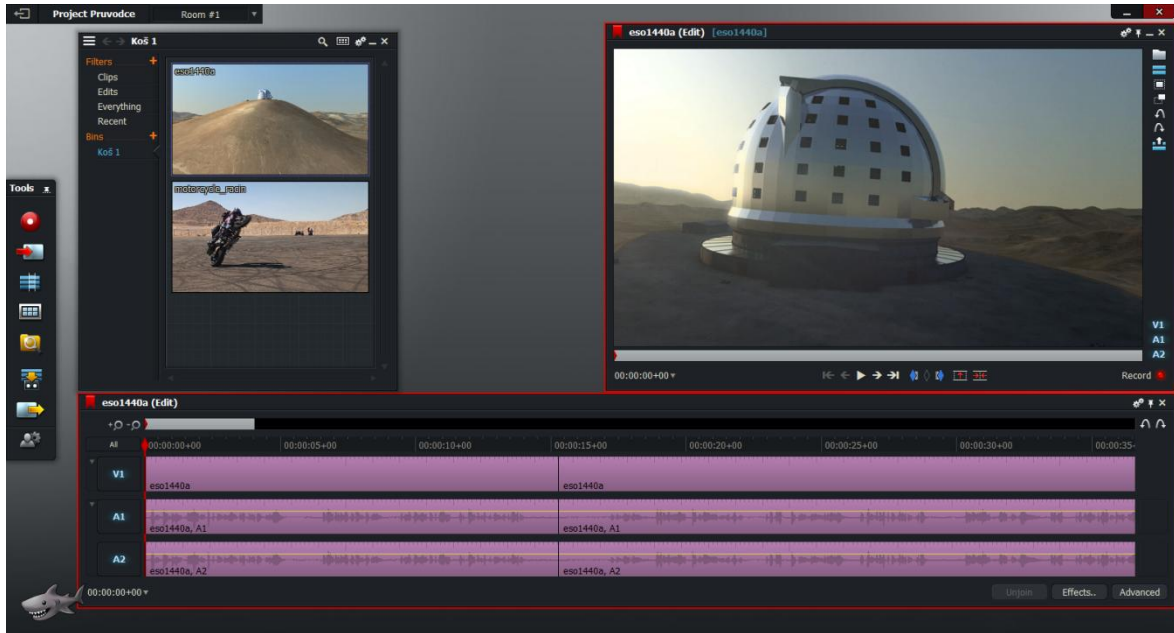 Project Pruvodce
Room #1
Koš 1
Filters +
Clips
Edits
Everything
Recent
Bins +
Koš 1
eso1440a
motorcycle_racin
eso1440a (Edit) [eso1440a]
V1
A1
A2
00:00:00+00
Record
Tools
eso1440a (Edit)
All
00:00:00+00 00:00:05+00 00:00:10+00 00:00:15+00 00:00:20+00 00:00:25+00 00:00:30+00 00:00:35-
V1
eso1440a eso1440a
A1
eso1440a, A1 eso1440a, A1
A2
eso1440a, A2 eso1440a, A2
00:00:00+00
Unjoin Effects.. Advanced